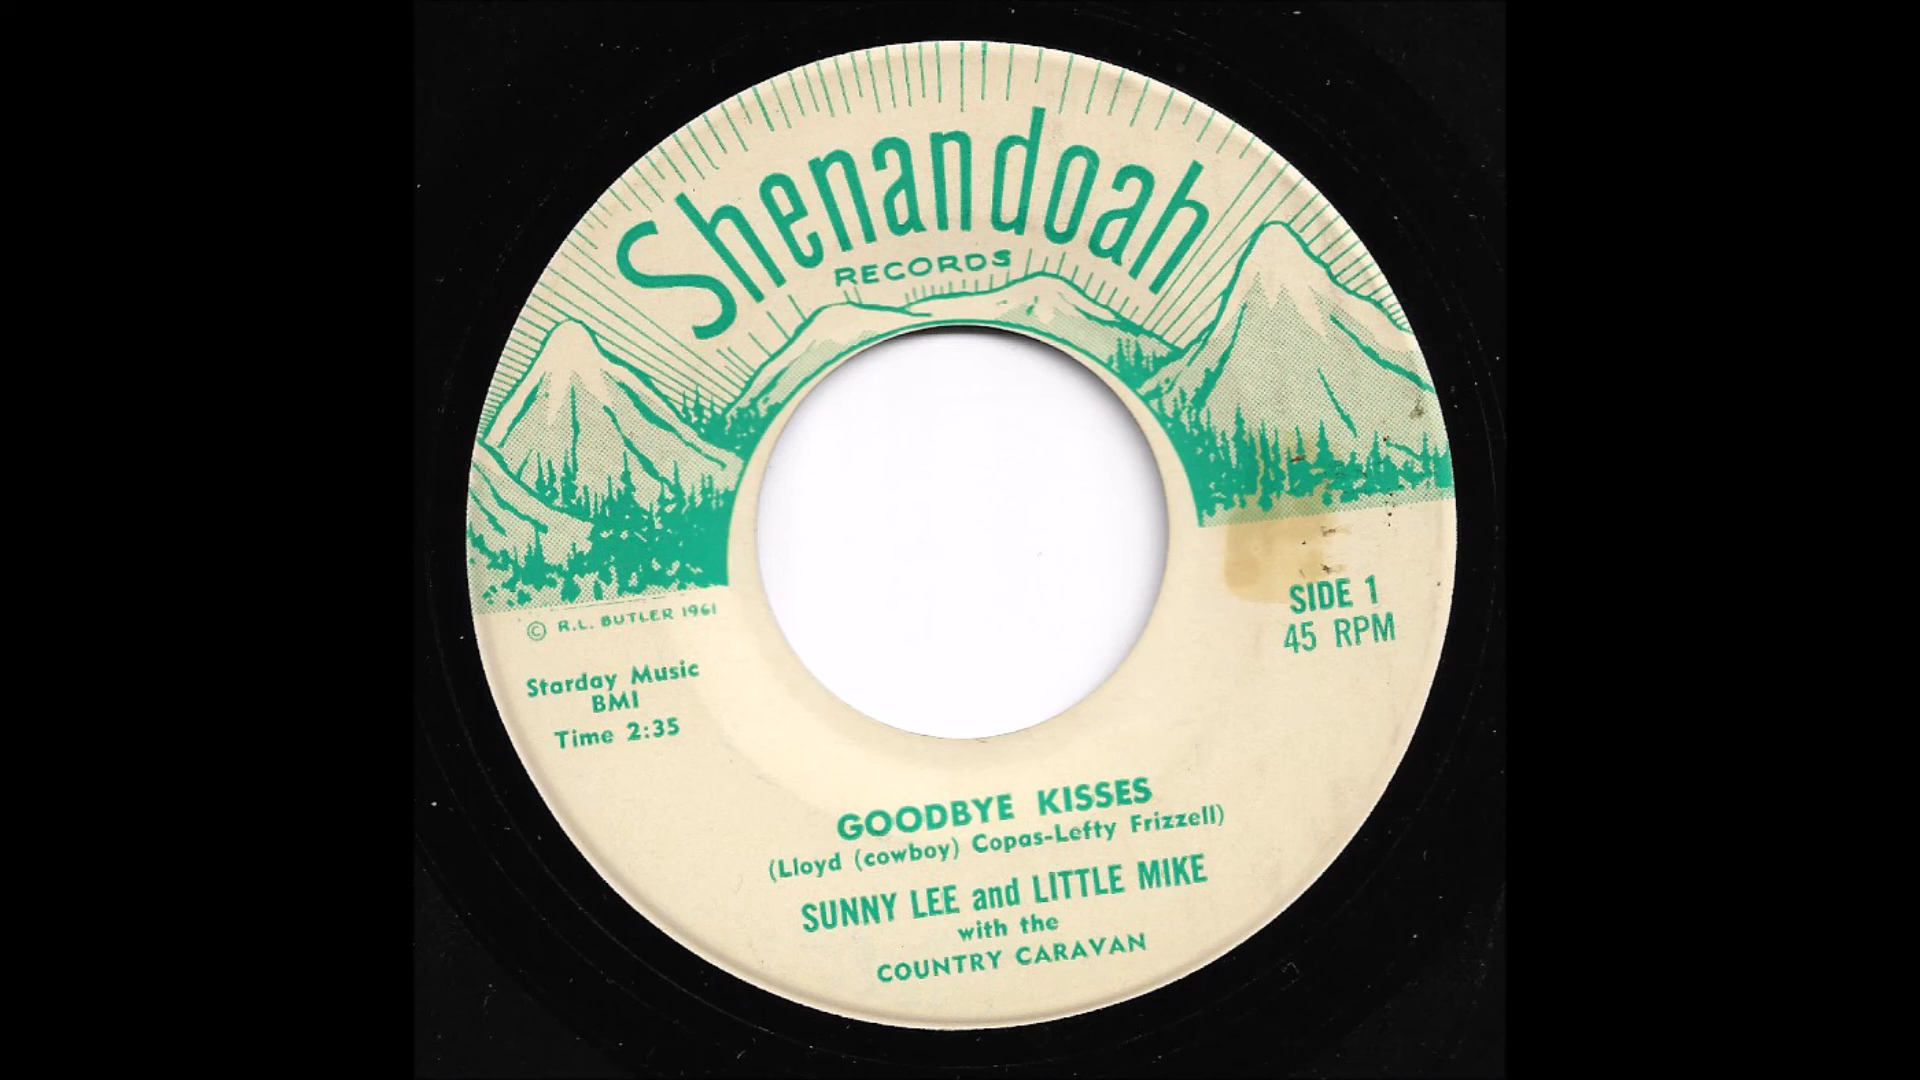 Shenandoah
RECORDS
© R.L. BUTLER 1961
Starday Music
BMI
Time 2:35
SIDE 1
45 RPM
GOODBYE KISSES
(Lloyd (cowboy) Copas-Lefty Frizzell)
SUNNY LEE and LITTLE MIKE
with the
COUNTRY CARAVAN